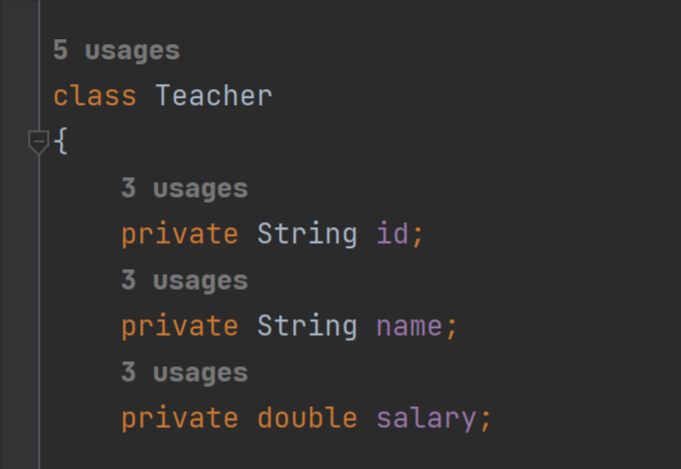 5 usages
class Teacher
{
3 usages
private String id;
3 usages
private String name;
3 usages
private double salary;